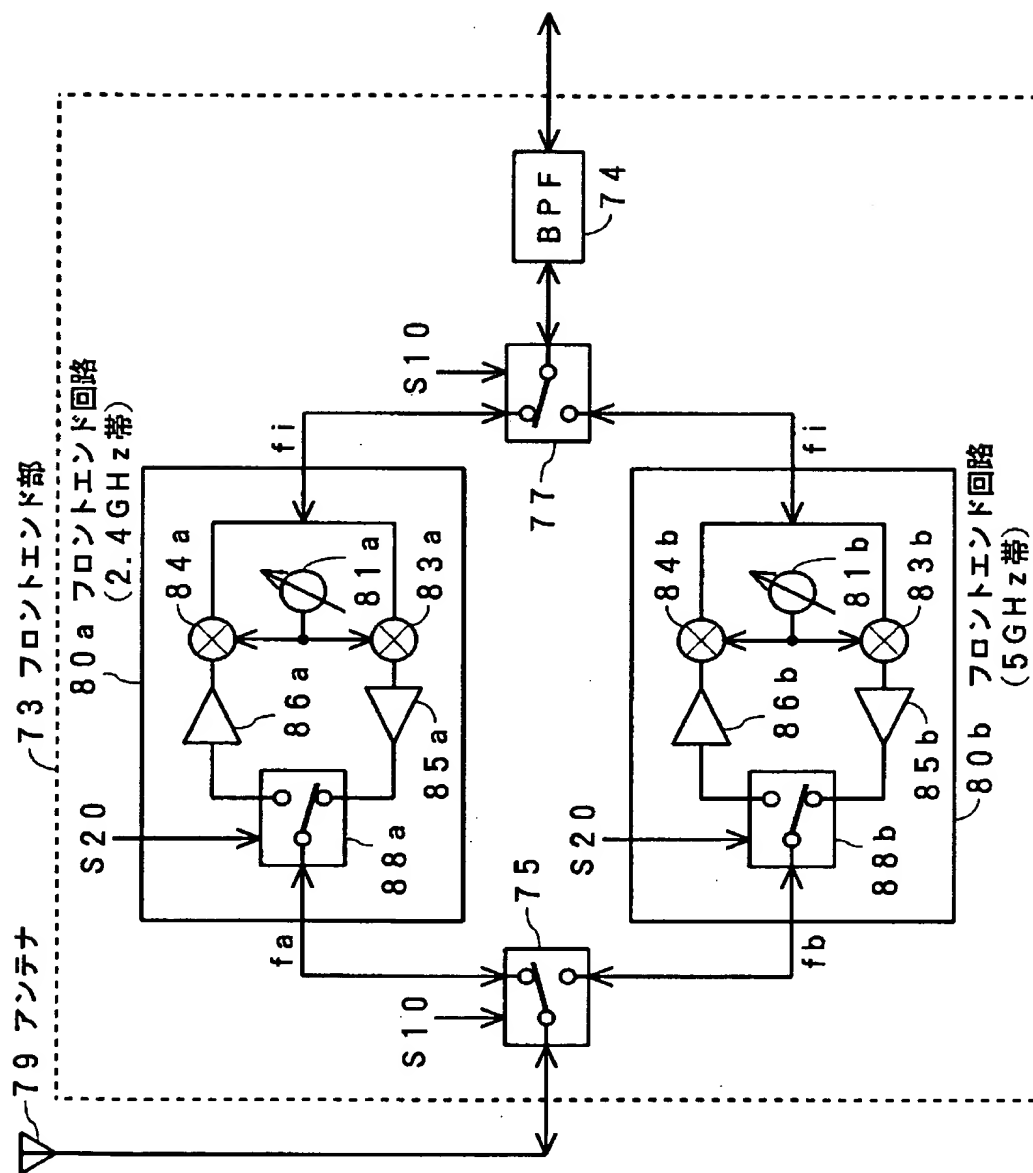 79 アンテナ
73 フロントエンド部
80a フロントエンド回路
(2.4GHz帯)
S20
84a
86a
81a
88a
85a
83a
fa
fi
S10
75
S10
77
BPF
74
fb
fi
S20
84b
86b
81b
88b
85b
83b
80b フロントエンド回路
(5GHz帯)